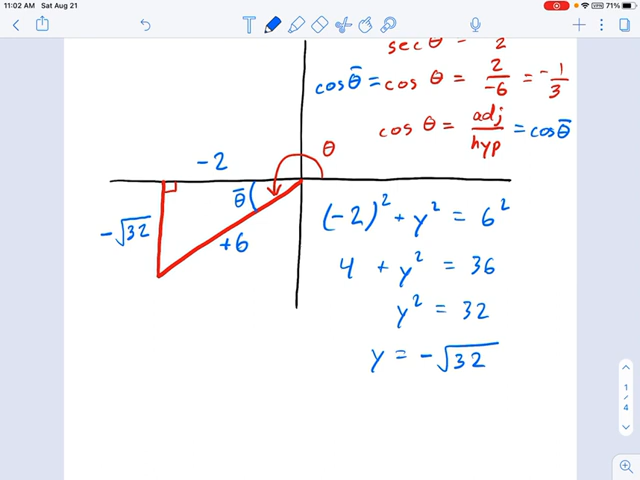 11:02 AM Sat Aug 21
71%
sec θ = 2
cos θ̄ = cos θ = 2/-6 = -1/3
cos θ = adj/hyp = cos θ̄
-2
θ
θ̄
-√32
+6
(-2)² + y² = 6²
4 + y² = 36
y² = 32
y = -√32
1
/
4